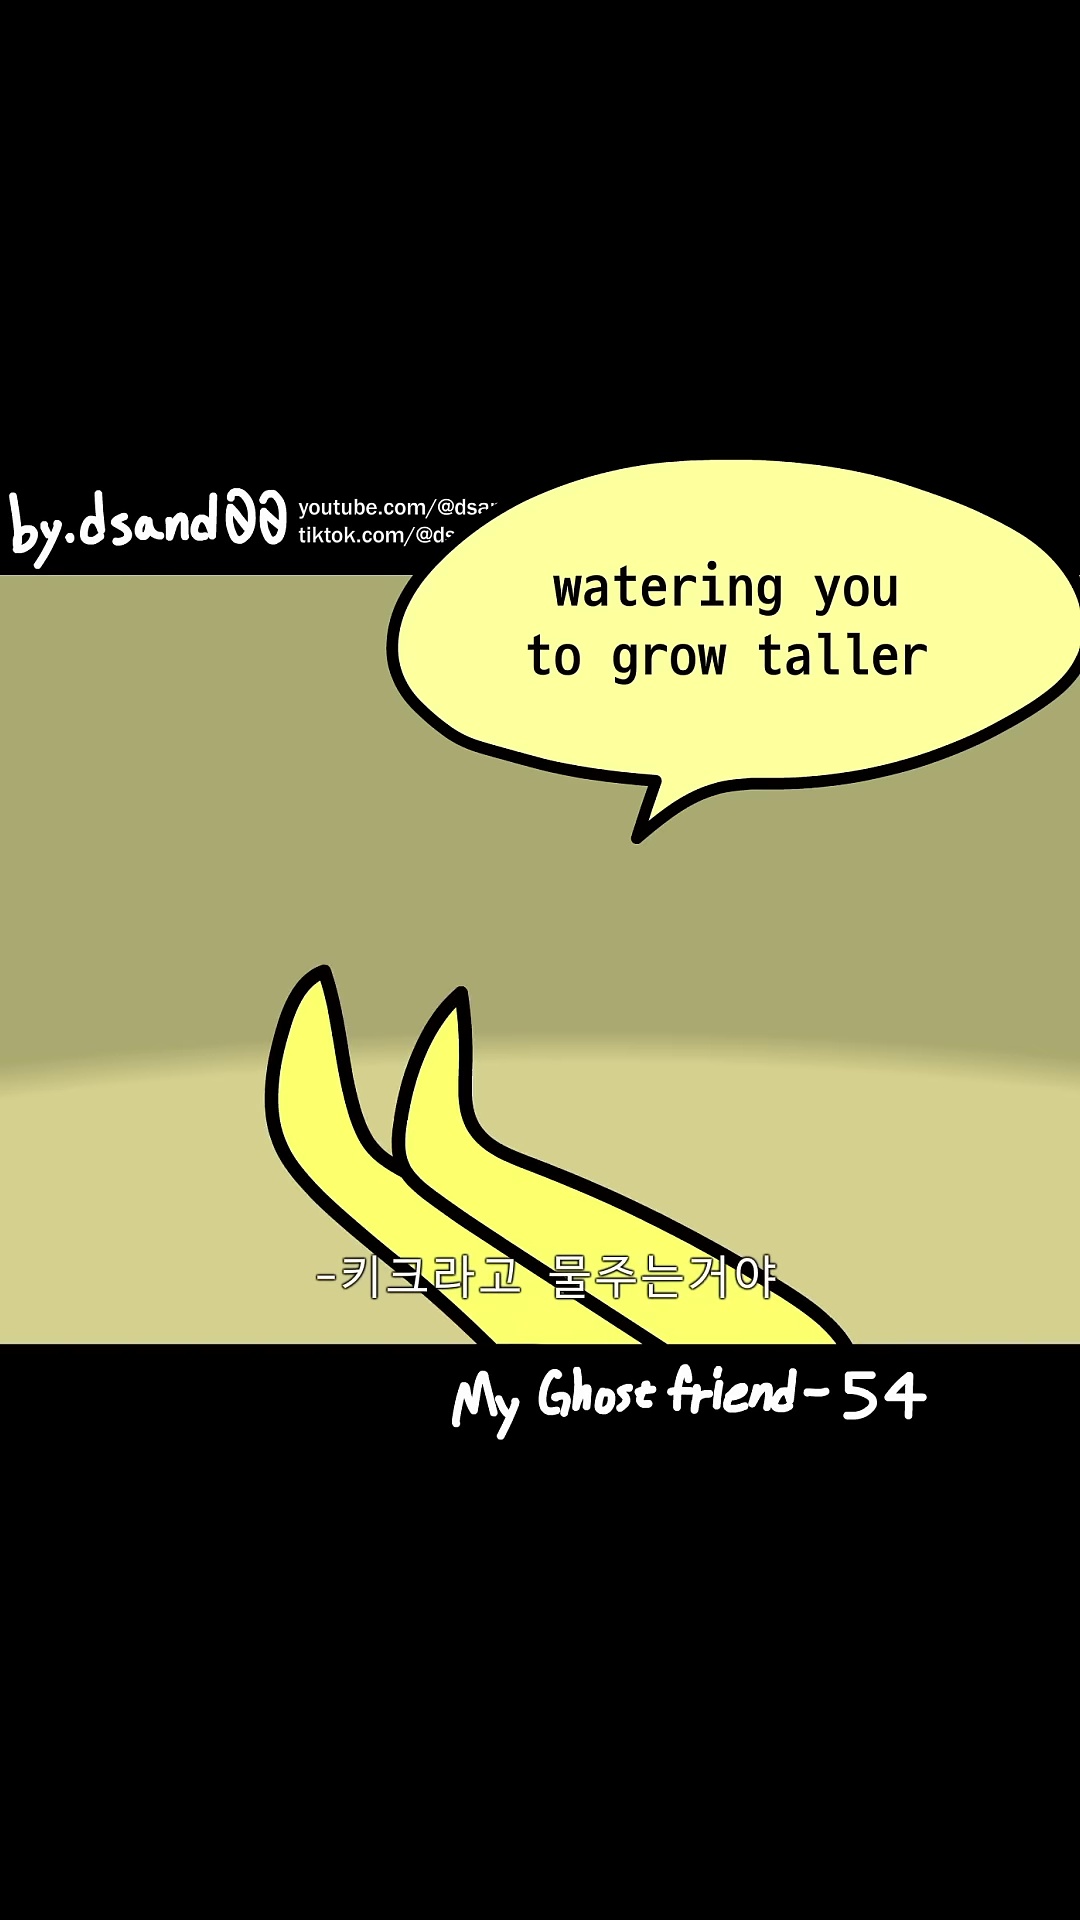 by.dsand00
youtube.com/@dsan
tiktok.com/@ds
watering you
to grow taller
-키크라고 물주는거야
My Ghost friend-54